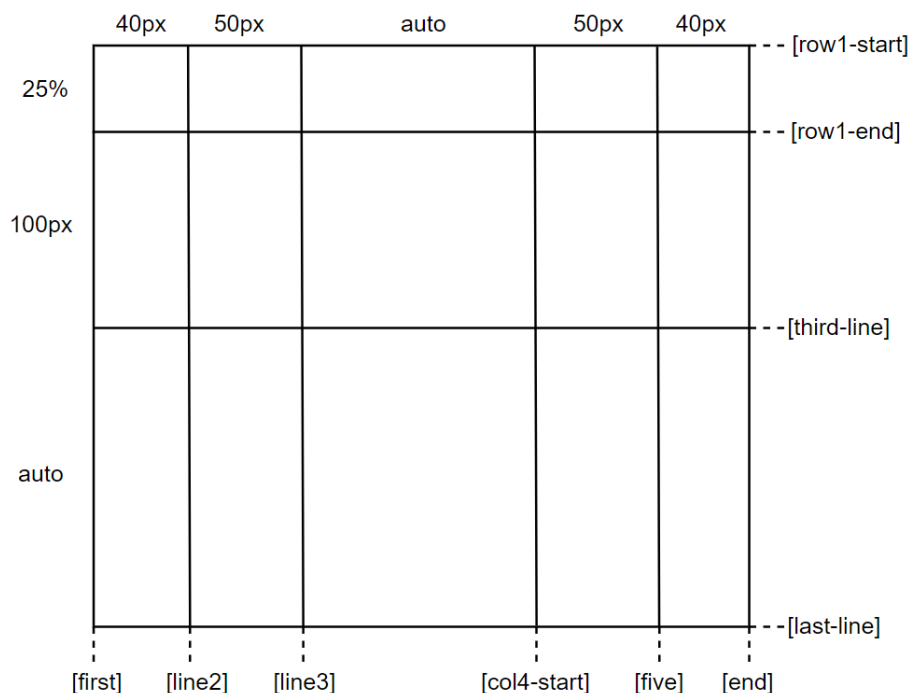 40px 50px auto 50px 40px
[row1-start]
25%
[row1-end]
100px
[third-line]
auto
[last-line]
[first] [line2] [line3] [col4-start] [five] [end]